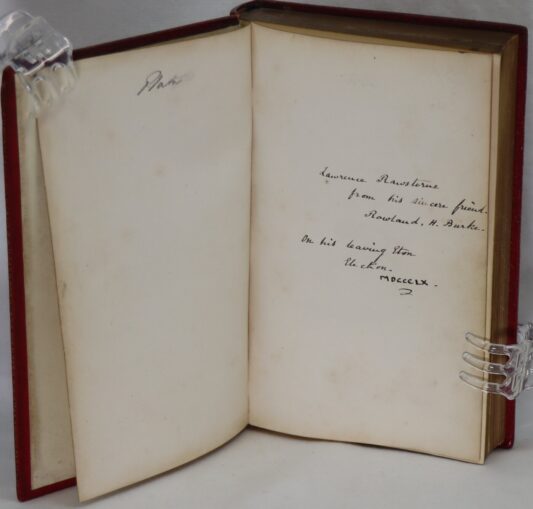 Lawrence Rawstorne
from his sincere friend.
Rowland. H. Burke.
On his leaving Eton
Election.
MDCCCLX.